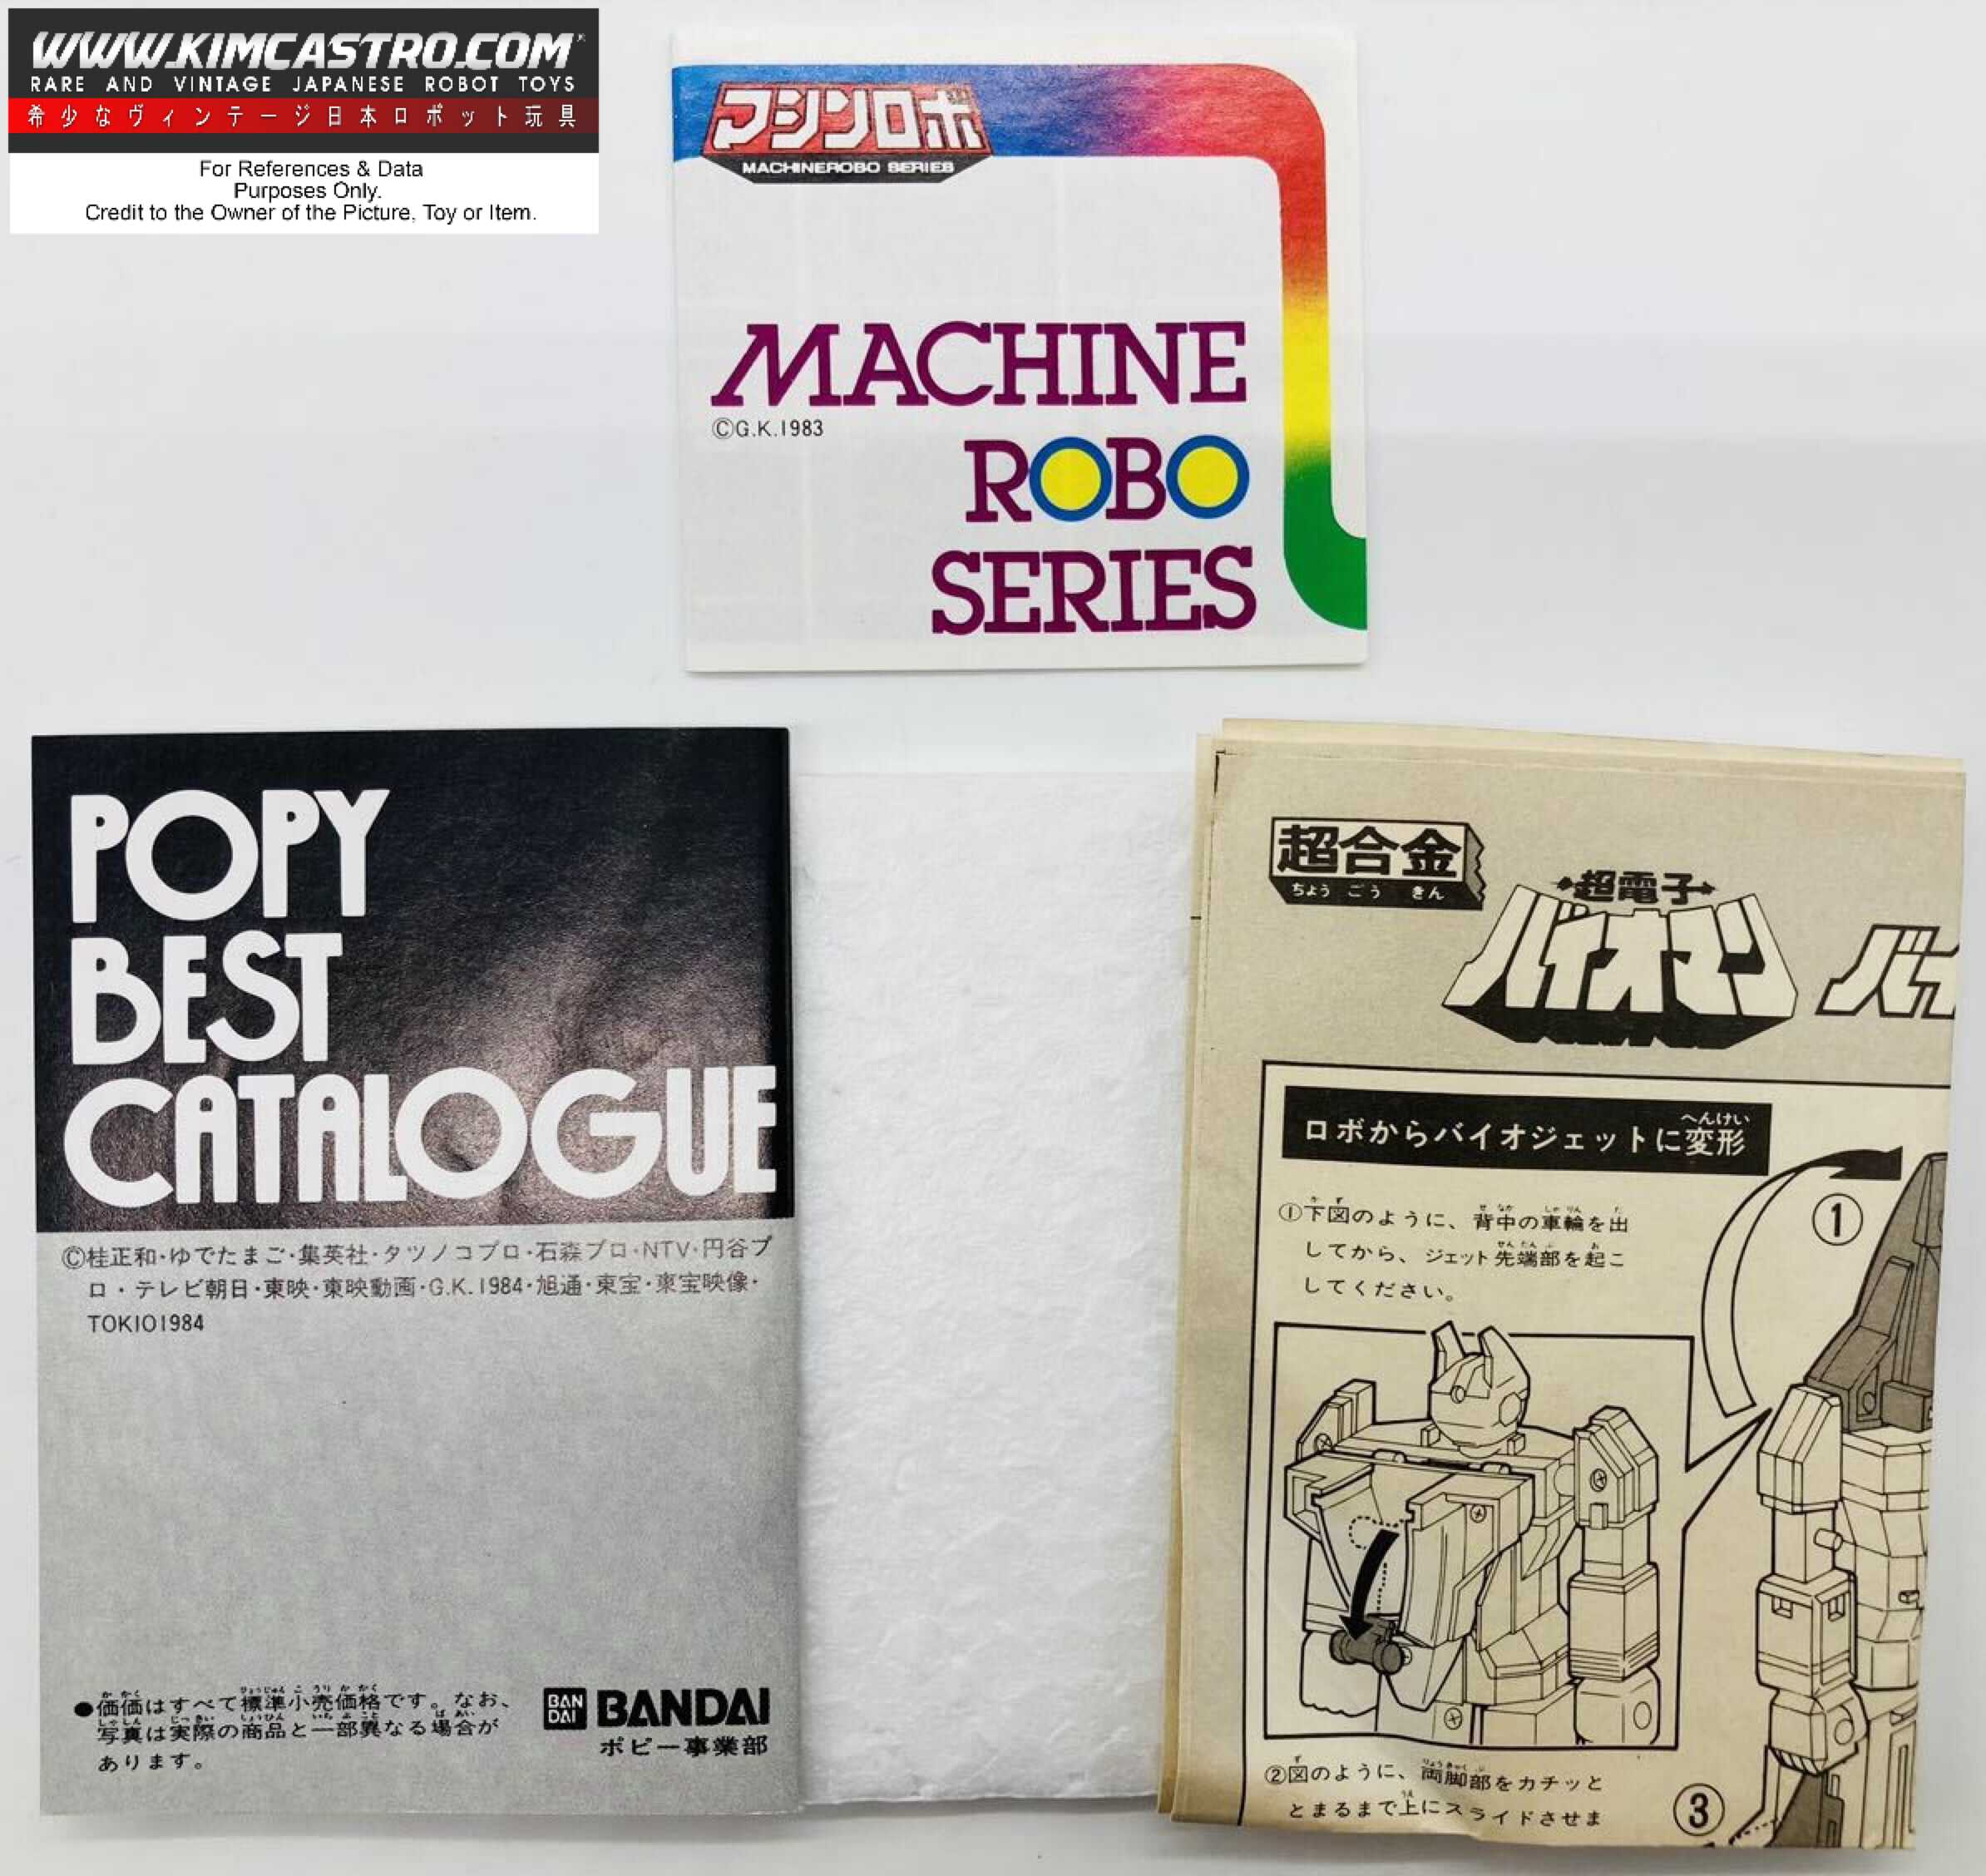 WWW.KIMCASTRO.COM
RARE AND VINTAGE JAPANESE ROBOT TOYS
希少なヴィンテージ日本ロボット玩具
For References & Data
Purposes Only.
Credit to the Owner of the Picture, Toy or Item.
マシンロボ
MACHINEROBO SERIES
MACHINE
©G.K.1983
ROBO
SERIES
POPY
BEST
CATALOGUE
©桂正和・ゆでたまご・集英社・タツノコプロ・石森プロ・NTV・円谷プ
ロ・テレビ朝日・東映・東映動画・G.K.1984・旭通・東宝・東宝映像・
TOKIO1984
●価価はすべて標準小売価格です。なお、
写真は実際の商品と一部異なる場合が
あります。
BAN
DAI
BANDAI
ポピー事業部
超合金
ちょうごうきん
超電子
バイオマン
バイ
へんけい
ロボからバイオジェットに変形
①下図のように、背中の車輪を出
してから、ジェット先端部を起こ
してください。
①
②図のように、両脚部をカチッと
とまるまで上にスライドさせま
③